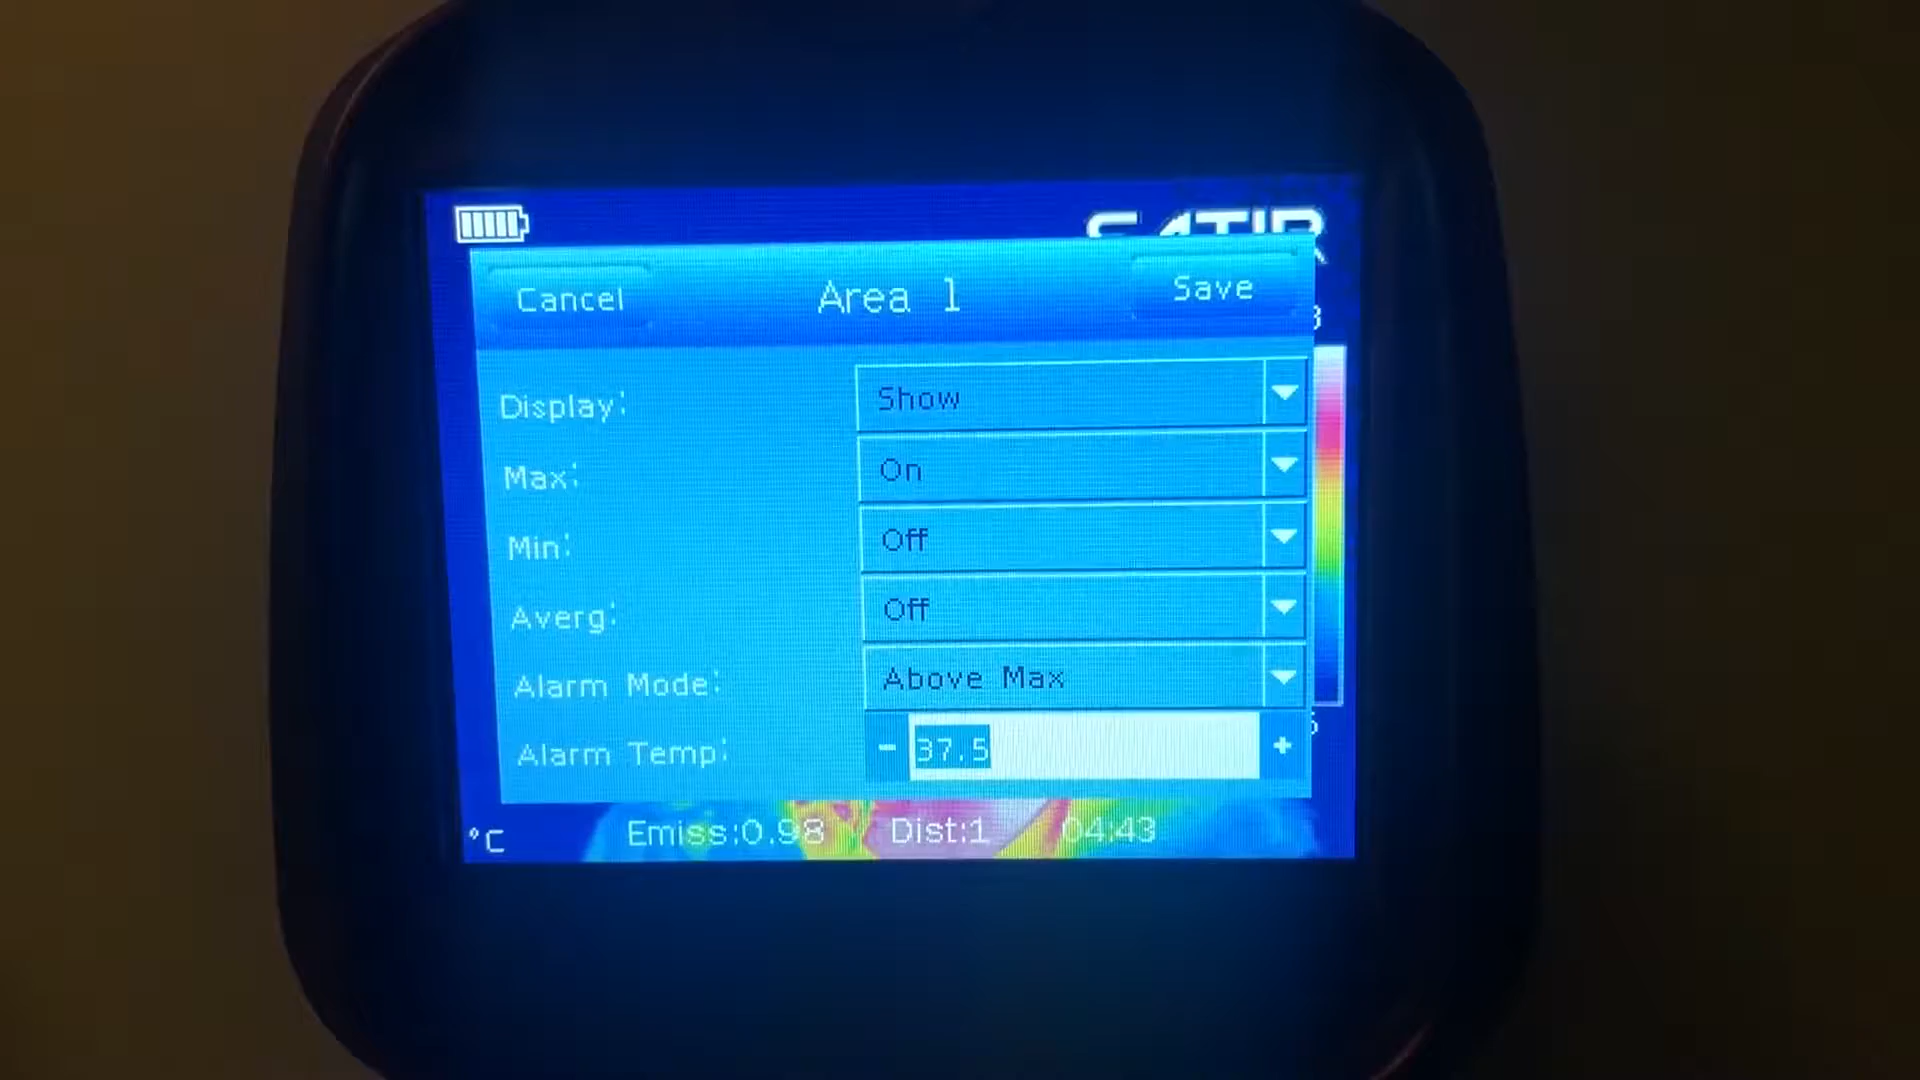 SATIR
Cancel Area 1 Save
Display: Show
Max: On
Min: Off
Averg: Off
Alarm Mode: Above Max
Alarm Temp: - 37.5 +
°C Emiss:0.98 Dist:1 04:43